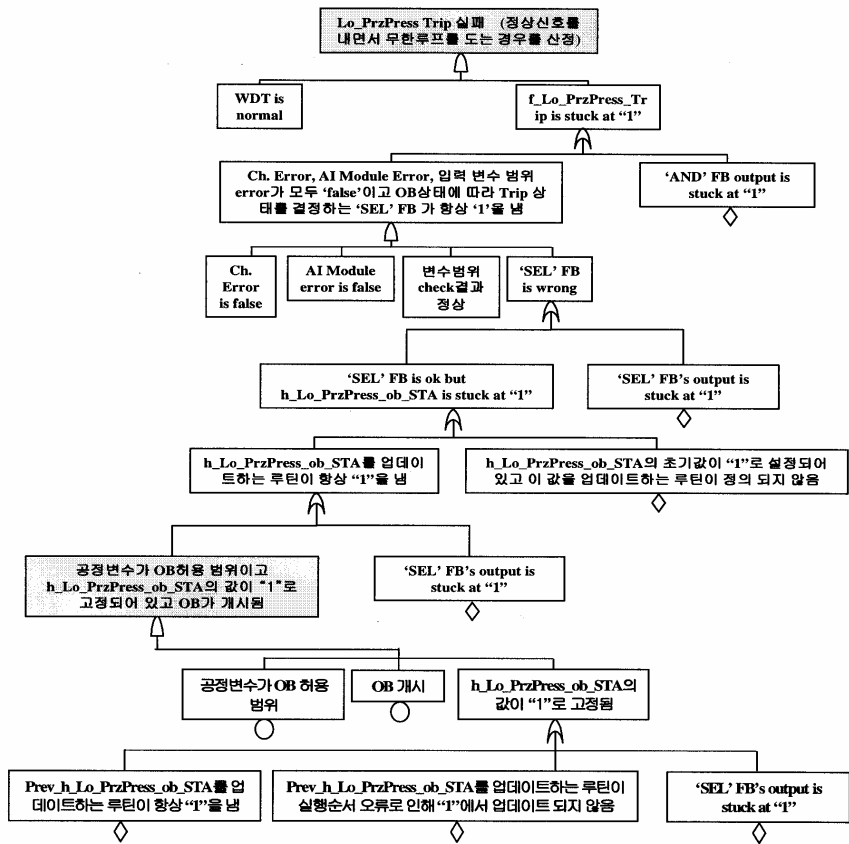 Lo_PrzPress Trip 실패 (정상신호를
내면서 무한루프를 도는 경우를 산정)
WDT is
normal
f_Lo_PrzPress_Tr
ip is stuck at “1”
Ch. Error, AI Module Error, 입력 변수 범위
error가 모두 ‘false’이고 OB상태에 따라 Trip 상
태를 결정하는 ‘SEL’ FB 가 항상 ‘1’을 냄
‘AND’ FB output is
stuck at “1”
Ch.
Error
is false
AI Module
error is false
변수범위
check결과
정상
‘SEL’ FB
is wrong
‘SEL’ FB is ok but
h_Lo_PrzPress_ob_STA is stuck at “1”
‘SEL’ FB’s output is
stuck at “1”
h_Lo_PrzPress_ob_STA를 업데이
트하는 루틴이 항상 “1”을 냄
h_Lo_PrzPress_ob_STA의 초기값이 “1”로 설정되어
있고 이 값을 업데이트하는 루틴이 정의 되지 않음
공정변수가 OB허용 범위이고
h_Lo_PrzPress_ob_STA의 값이 “1”로
고정되어 있고 OB가 개시됨
‘SEL’ FB’s output is
stuck at “1”
공정변수가 OB 허용
범위
OB 개시
h_Lo_PrzPress_ob_STA의
값이 “1”로 고정됨
Prev_h_Lo_PrzPress_ob_STA를 업
데이트하는 루틴이 항상 “1”을 냄
Prev_h_Lo_PrzPress_ob_STA를 업데이트하는 루틴이
실행순서 오류로 인해 “1”에서 업데이트 되지 않음
‘SEL’ FB’s output is
stuck at “1”